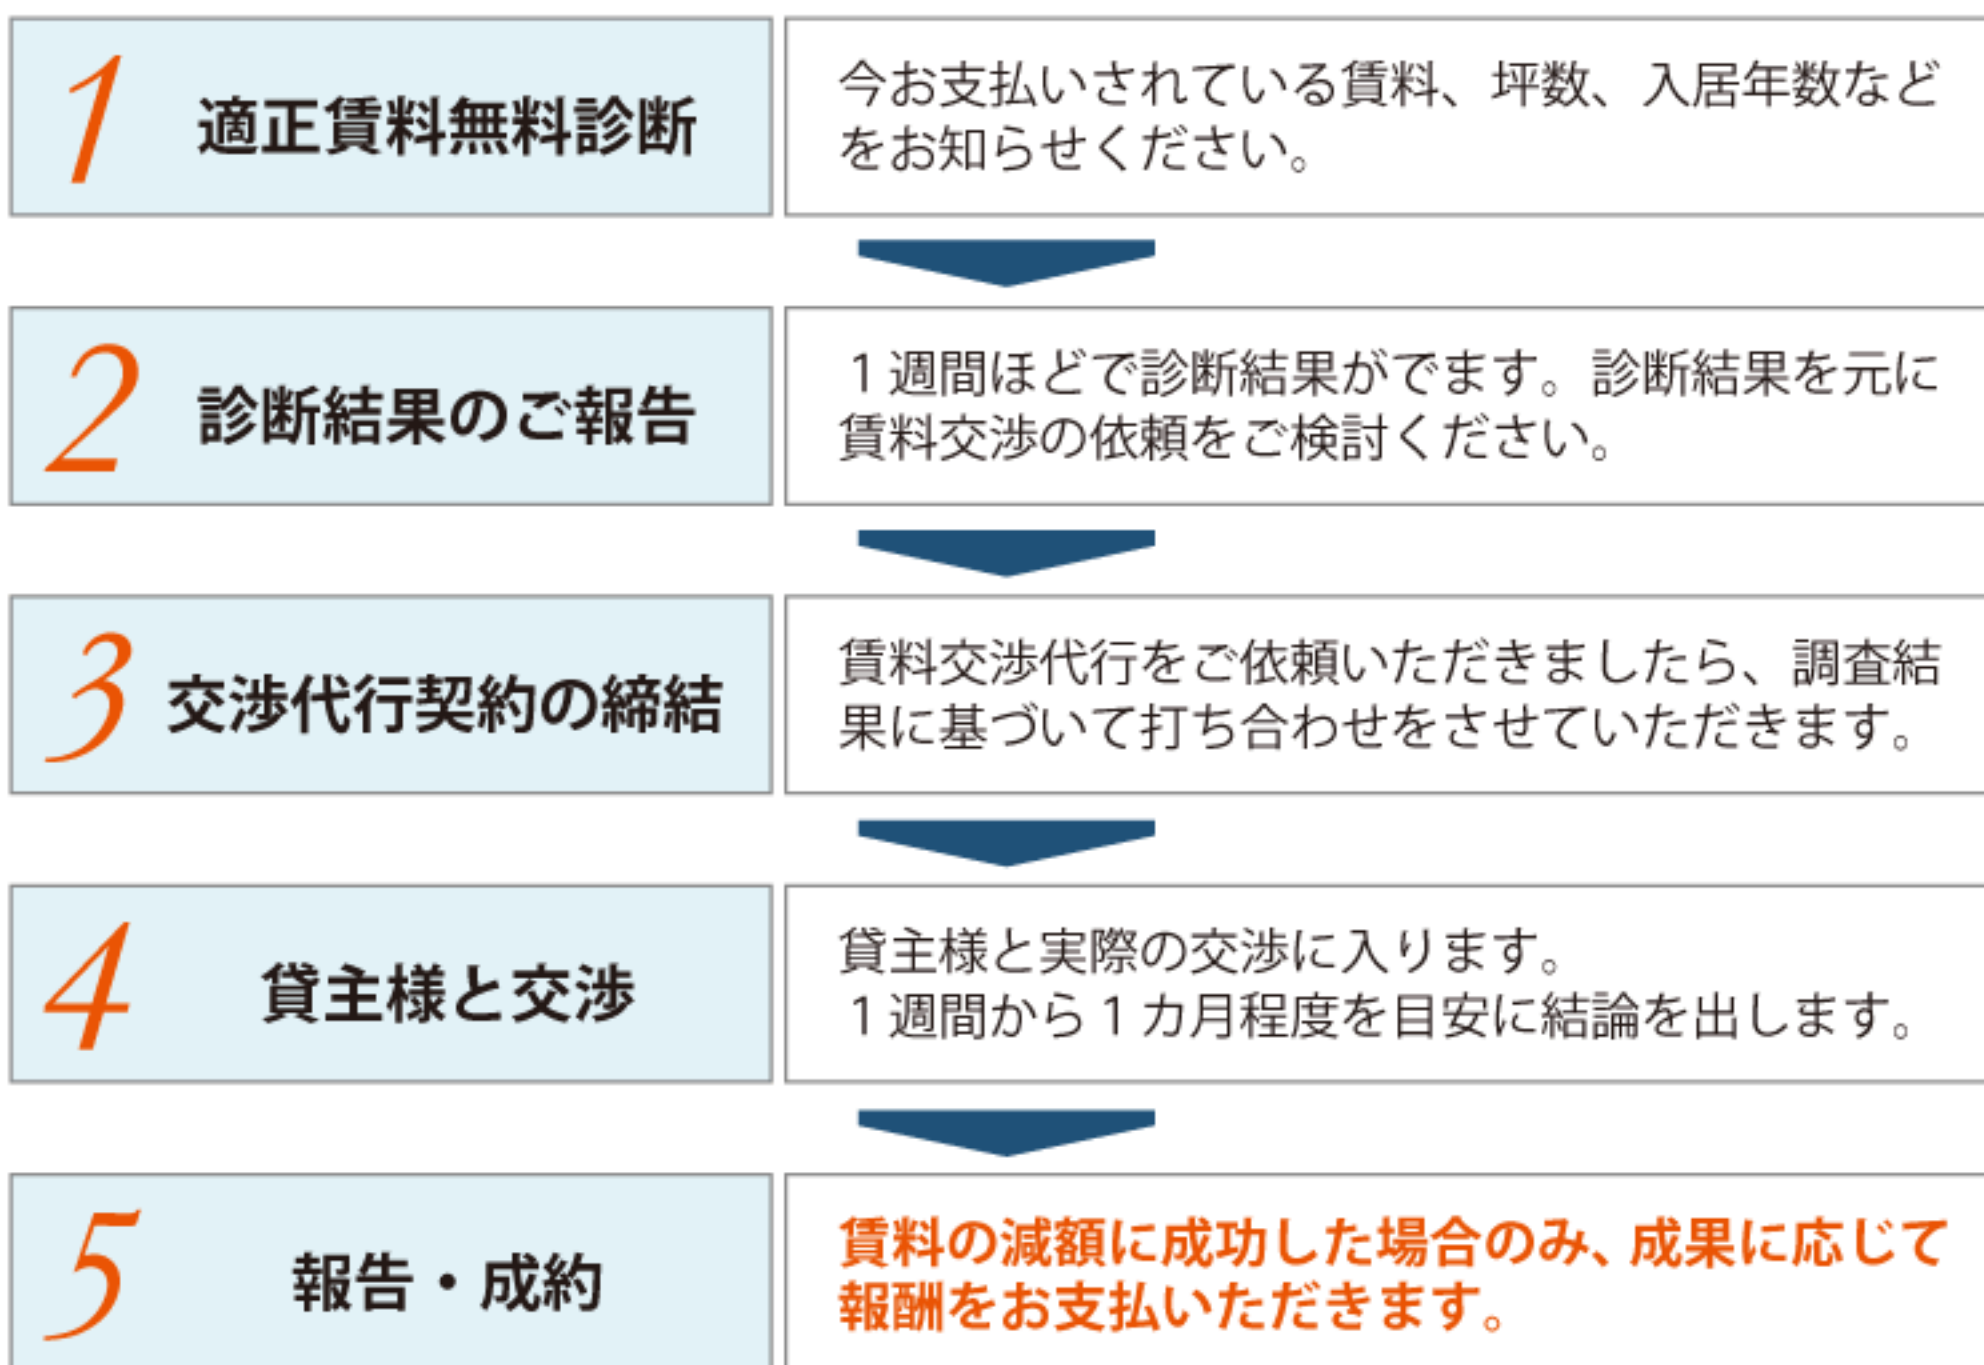 1
適正賃料無料診断
今お支払いされている賃料、坪数、入居年数など
をお知らせください。
2
診断結果のご報告
１週間ほどで診断結果がでます。診断結果を元に
賃料交渉の依頼をご検討ください。
3
交渉代行契約の締結
賃料交渉代行をご依頼いただきましたら、調査結
果に基づいて打ち合わせをさせていただきます。
4
貸主様と交渉
貸主様と実際の交渉に入ります。
１週間から１カ月程度を目安に結論を出します。
5
報告・成約
賃料の減額に成功した場合のみ、成果に応じて
報酬をお支払いただきます。